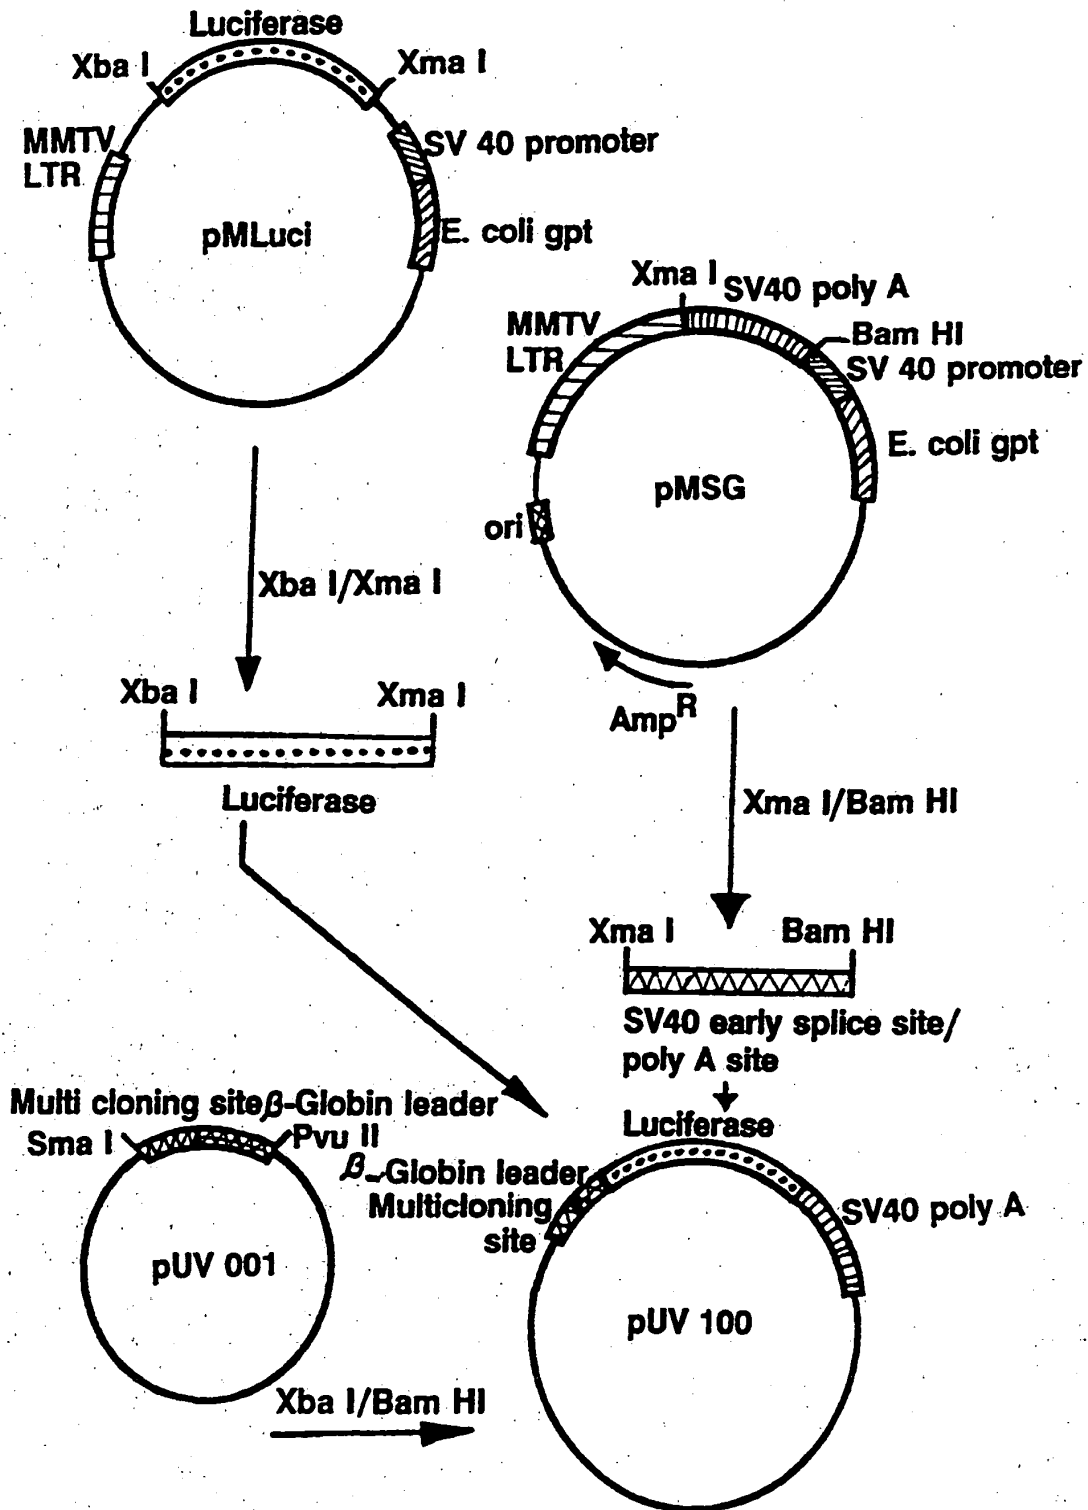 Luciferase
Xba I
Xma I
MMTV
LTR
SV 40 promoter
pMLuci
E. coli gpt
Xma I
SV40 poly A
MMTV
LTR
Bam HI
SV 40 promoter
E. coli gpt
pMSG
ori
Amp R
Xba I/Xma I
Xba I
Xma I
Luciferase
Xma I/Bam HI
Xma I
Bam HI
SV40 early splice site/
poly A site
Multi cloning site β-Globin leader
Sma I
Pvu II
pUV 001
Xba I/Bam HI
Luciferase
β-Globin leader
Multicloning
site
SV40 poly A
pUV 100